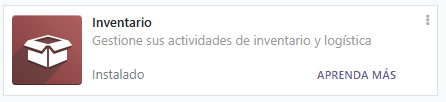 Inventario
Gestione sus actividades de inventario y logística
Instalado
APRENDA MÁS